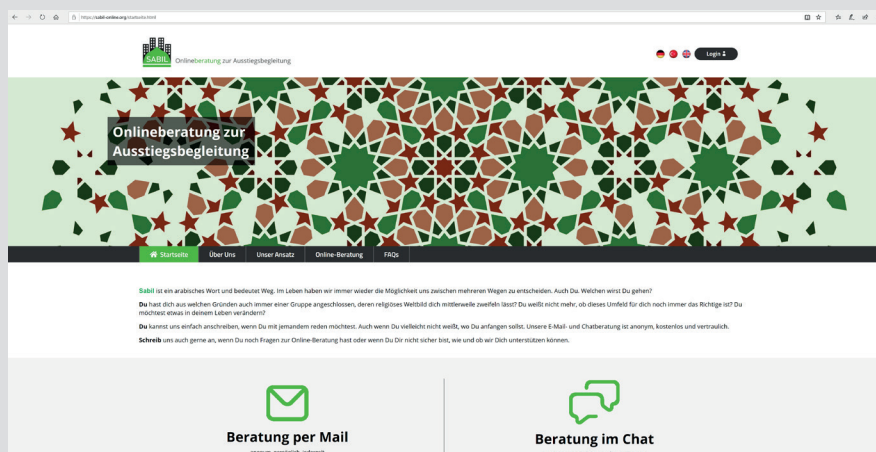 https://sabil-online.org/startseite.html
SABIL
Onlineberatung zur Ausstiegsbegleitung
Login
Onlineberatung zur
Ausstiegsbegleitung
Startseite Über Uns Unser Ansatz Online-Beratung FAQs
Sabil ist ein arabisches Wort und bedeutet Weg. Im Leben haben wir immer wieder die Möglichkeit uns zwischen mehreren Wegen zu entscheiden. Auch Du. Welchen wirst Du gehen?
Du hast dich aus welchen Gründen auch immer einer Gruppe angeschlossen, deren religiöses Weltbild dich mittlerweile zweifeln lässt? Du weißt nicht mehr, ob dieses Umfeld für dich noch immer das Richtige ist? Du
möchtest etwas in deinem Leben verändern?
Du kannst uns einfach anschreiben, wenn Du mit jemandem reden möchtest. Auch wenn Du vielleicht nicht weißt, wo Du anfangen sollst. Unsere E-Mail- und Chatberatung ist anonym, kostenlos und vertraulich.
Schreib uns auch gerne an, wenn Du noch Fragen zur Online-Beratung hast oder wenn Du Dir nicht sicher bist, wie und ob wir Dich unterstützen können.
Beratung per Mail
Beratung im Chat